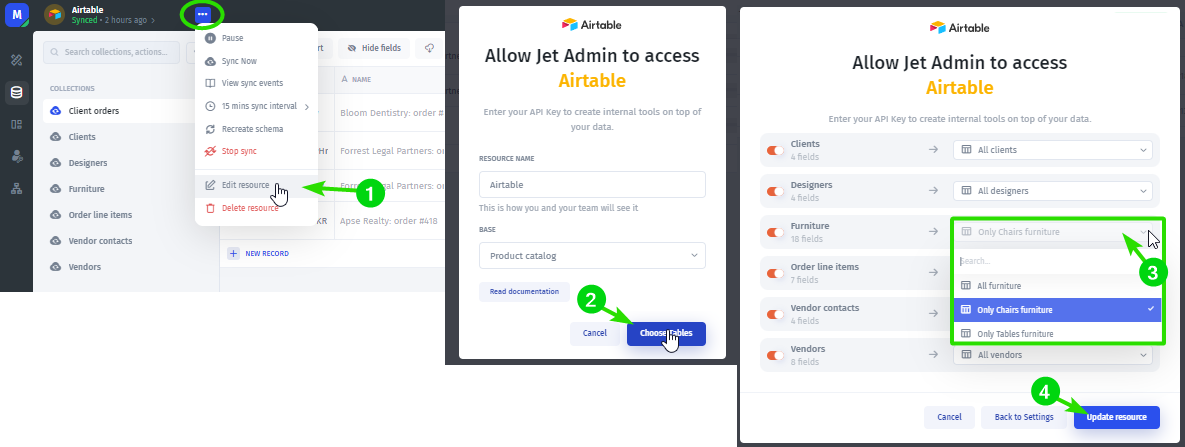 M
Airtable
Synced • 2 hours ago >
Search collections, actions...
COLLECTIONS
Client orders
Clients
Designers
Furniture
Order line items
Vendor contacts
Vendors
Pause
Sync Now
View sync events
15 mins sync interval
Recreate schema
Stop sync
Edit resource
Delete resource
1
Hide fields
A NAME
Bloom Dentistry: order #
Forrest Legal Partners: o
Forrest Legal Partners: o
Apse Realty: order #418
NEW RECORD
Airtable
Allow Jet Admin to access
Airtable
Enter your API Key to create internal tools on top of
your data.
RESOURCE NAME
Airtable
This is how you and your team will see it
BASE
Product catalog
Read documentation
2
Cancel
Choose tables
Airtable
Allow Jet Admin to access
Airtable
Enter your API Key to create internal tools on top of your data.
Clients
4 fields
All clients
Designers
4 fields
All designers
Furniture
18 fields
Only Chairs furniture
Search...
3
All furniture
Only Chairs furniture
Only Tables furniture
Order line items
7 fields
Vendor contacts
4 fields
Vendors
8 fields
All vendors
4
Cancel
Back to Settings
Update resource